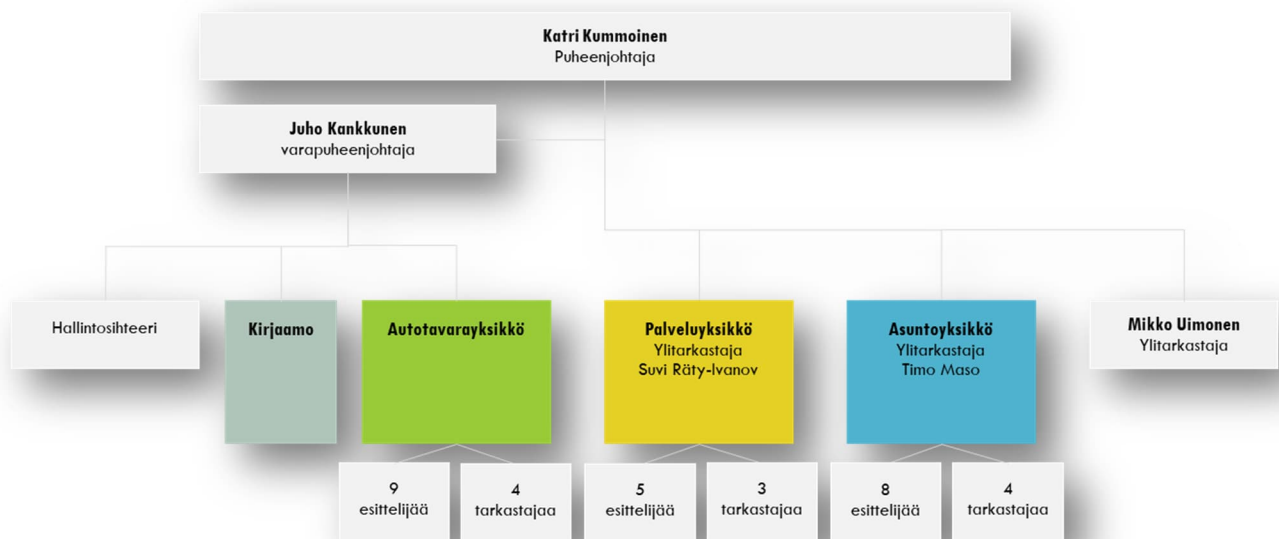 Katri Kummoinen
Puheenjohtaja
Juho Kankkunen
varapuheenjohtaja
Hallintosihteeri
Kirjaamo
Autotavarayksikkö
Palveluyksikkö
Ylitarkastaja
Suvi Räty-Ivanov
Asuntoyksikkö
Ylitarkastaja
Timo Maso
Mikko Uimonen
Ylitarkastaja
9
esittelijää
4
tarkastajaa
5
esittelijää
3
tarkastajaa
8
esittelijää
4
tarkastajaa